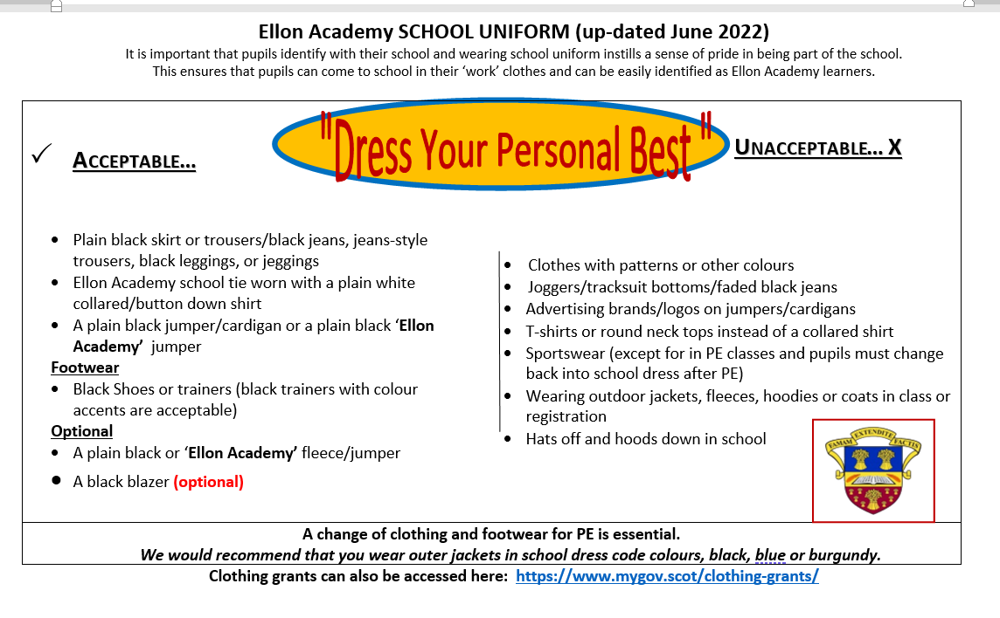 Ellon Academy SCHOOL UNIFORM (up-dated June 2022)
It is important that pupils identify with their school and wearing school uniform instills a sense of pride in being part of the school.
This ensures that pupils can come to school in their ‘work’ clothes and can be easily identified as Ellon Academy learners.
"Dress Your Personal Best"
✓ ACCEPTABLE…
• Plain black skirt or trousers/black jeans, jeans-style
trousers, black leggings, or jeggings
• Ellon Academy school tie worn with a plain white
collared/button down shirt
• A plain black jumper/cardigan or a plain black ‘Ellon
Academy’ jumper
Footwear
• Black Shoes or trainers (black trainers with colour
accents are acceptable)
Optional
• A plain black or ‘Ellon Academy’ fleece/jumper
• A black blazer (optional)
UNACCEPTABLE… X
• Clothes with patterns or other colours
• Joggers/tracksuit bottoms/faded black jeans
• Advertising brands/logos on jumpers/cardigans
• T-shirts or round neck tops instead of a collared shirt
• Sportswear (except for in PE classes and pupils must change
back into school dress after PE)
• Wearing outdoor jackets, fleeces, hoodies or coats in class or
registration
• Hats off and hoods down in school
FAMAM EXTENDITE FACTIS
A change of clothing and footwear for PE is essential.
We would recommend that you wear outer jackets in school dress code colours, black, blue or burgundy.
Clothing grants can also be accessed here: https://www.mygov.scot/clothing-grants/